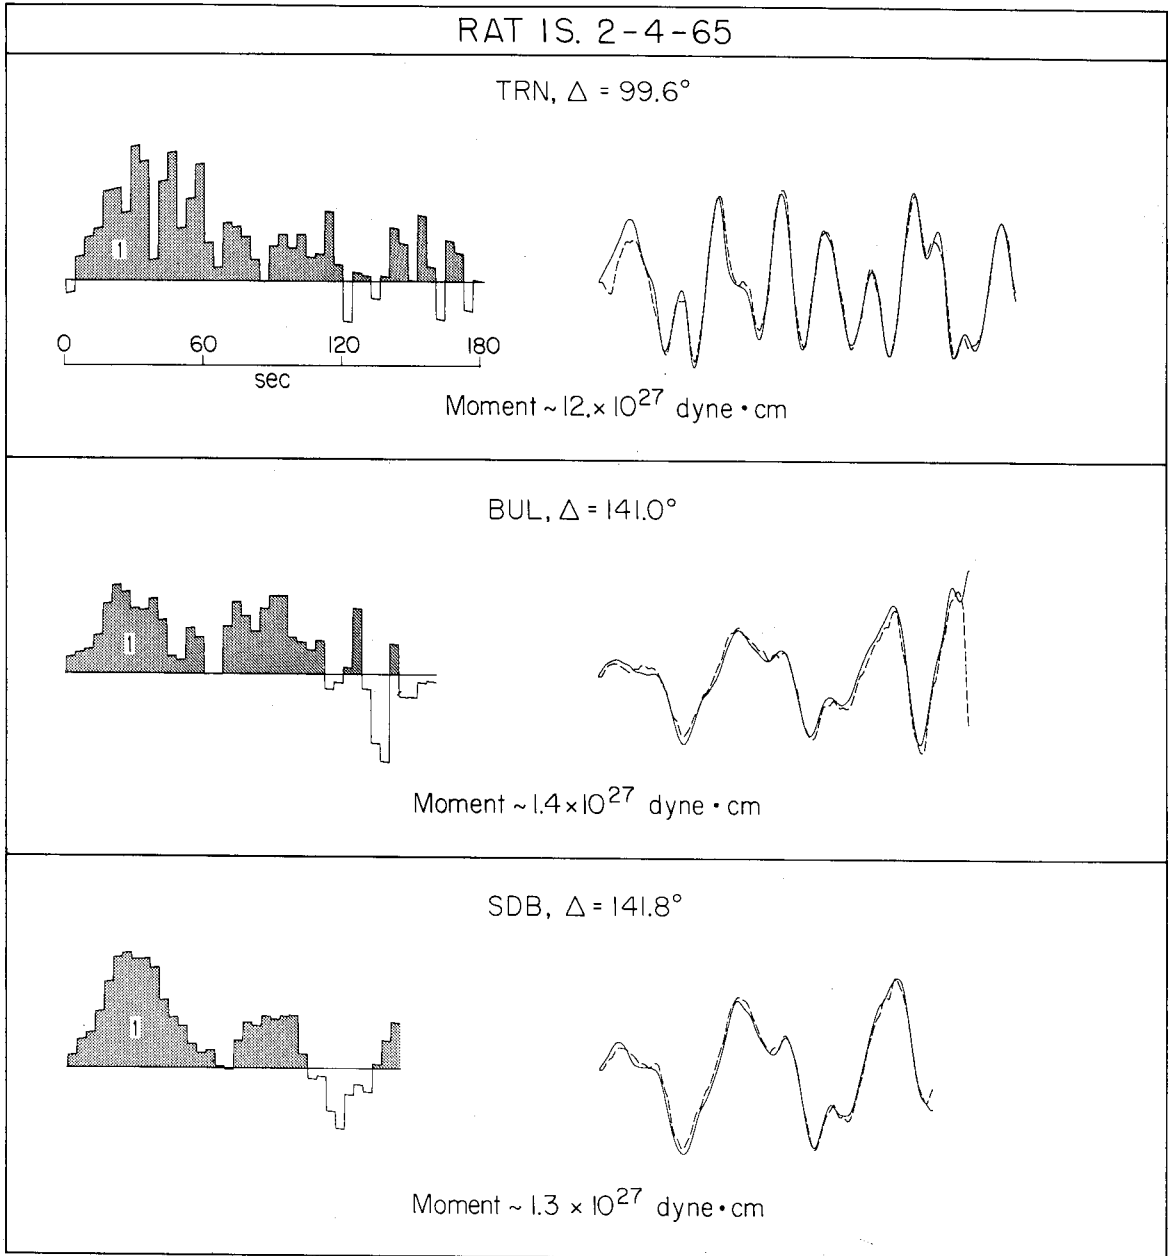 RAT IS. 2-4-65
TRN, Δ = 99.6°
1
0 60 120 180
sec
Moment ~ 12. × 10^27 dyne • cm
BUL, Δ = 141.0°
1
Moment ~ 1.4 × 10^27 dyne • cm
SDB, Δ = 141.8°
1
Moment ~ 1.3 × 10^27 dyne • cm